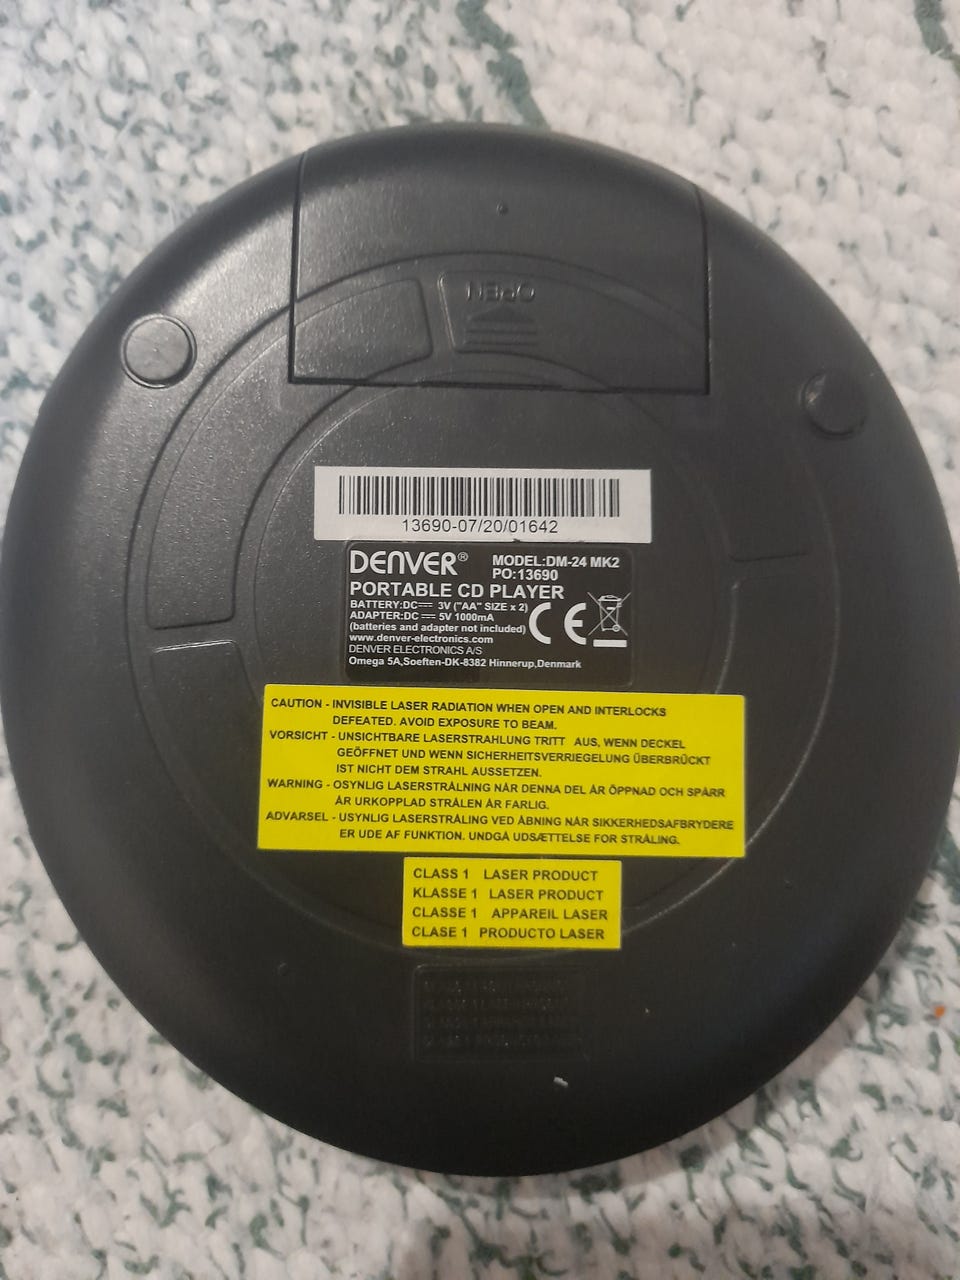 OPEN
13690-07/20/01642
DENVER® MODEL:DM-24 MK2
PO:13690
PORTABLE CD PLAYER
BATTERY:DC⎓ 3V ("AA" SIZE x 2)
ADAPTER:DC ⎓ 5V 1000mA
(batteries and adapter not included)
CE
www.denver-electronics.com
DENVER ELECTRONICS A/S
Omega 5A,Soeften-DK-8382 Hinnerup,Denmark
CAUTION - INVISIBLE LASER RADIATION WHEN OPEN AND INTERLOCKS
DEFEATED. AVOID EXPOSURE TO BEAM.
VORSICHT - UNSICHTBARE LASERSTRAHLUNG TRITT AUS, WENN DECKEL
GEÖFFNET UND WENN SICHERHEITSVERRIEGELUNG ÜBERBRÜCKT
IST NICHT DEM STRAHL AUSSETZEN.
WARNING - OSYNLIG LASERSTRÅLNING NÄR DENNA DEL ÄR ÖPPNAD OCH SPÄRR
ÄR URKOPPLAD STRÅLEN ÄR FARLIG.
ADVARSEL - USYNLIG LASERSTRÅLING VED ÅBNING NÅR SIKKERHEDSAFBRYDERE
ER UDE AF FUNKTION. UNDGÅ UDSÆTTELSE FOR STRÅLING.
CLASS 1 LASER PRODUCT
KLASSE 1 LASER PRODUCT
CLASSE 1 APPAREIL LASER
CLASE 1 PRODUCTO LASER